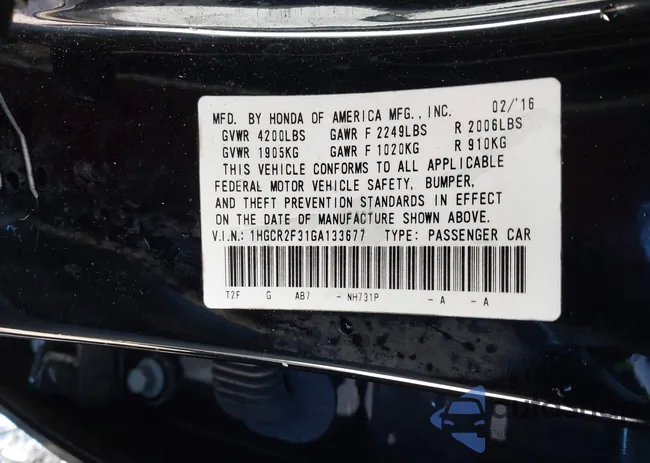 MFD. BY HONDA OF AMERICA MFG., INC. 02/'16
GVWR 4200LBS GAWR F 2249LBS R 2006LBS
GVWR 1905KG GAWR F 1020KG R 910KG
THIS VEHICLE CONFORMS TO ALL APPLICABLE
FEDERAL MOTOR VEHICLE SAFETY, BUMPER,
AND THEFT PREVENTION STANDARDS IN EFFECT
ON THE DATE OF MANUFACTURE SHOWN ABOVE.
V.I.N.: 1HGCR2F31GA133677 TYPE: PASSENGER CAR
T2F G AB7 - NH731P - A - A